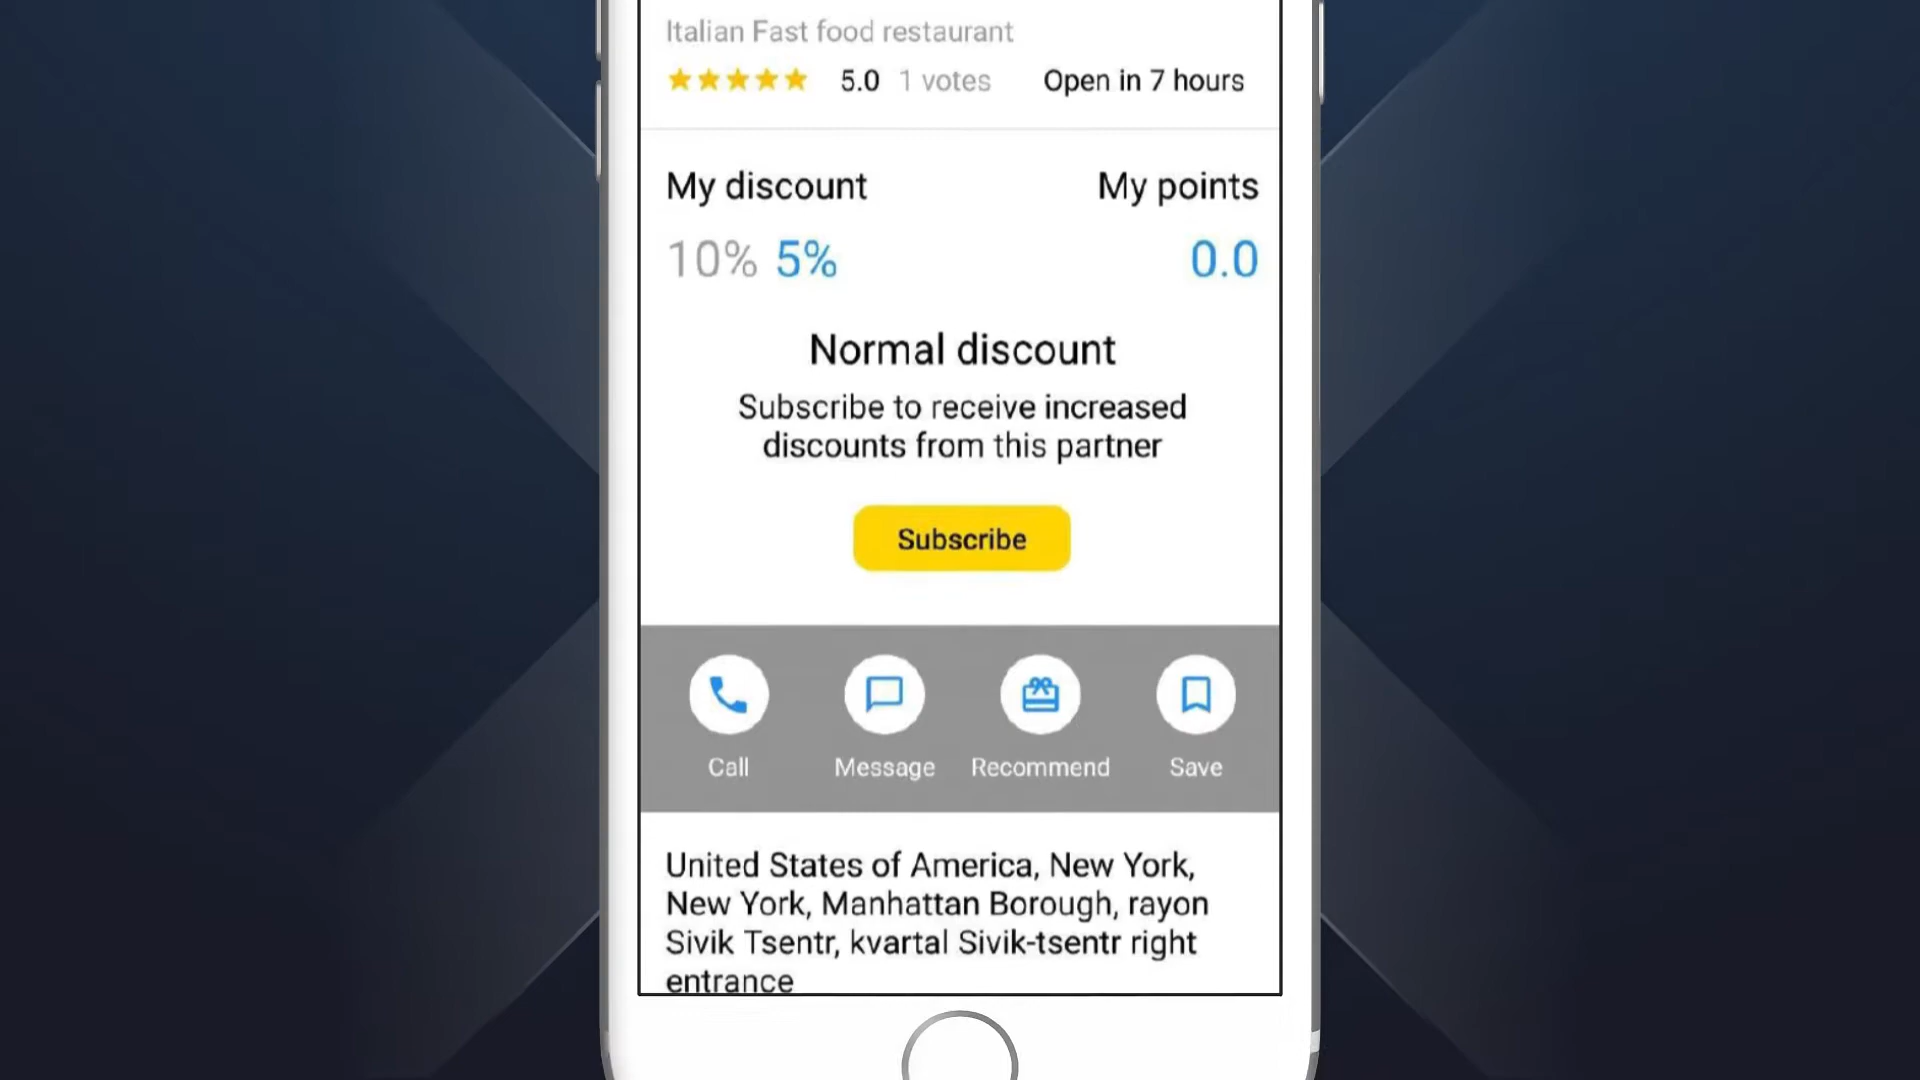 Italian Fast food restaurant
5.0 1 votes Open in 7 hours
My discount My points
10% 5% 0.0
Normal discount
Subscribe to receive increased
discounts from this partner
Subscribe
Call Message Recommend Save
United States of America, New York,
New York, Manhattan Borough, rayon
Sivik Tsentr, kvartal Sivik-tsentr right
entrance